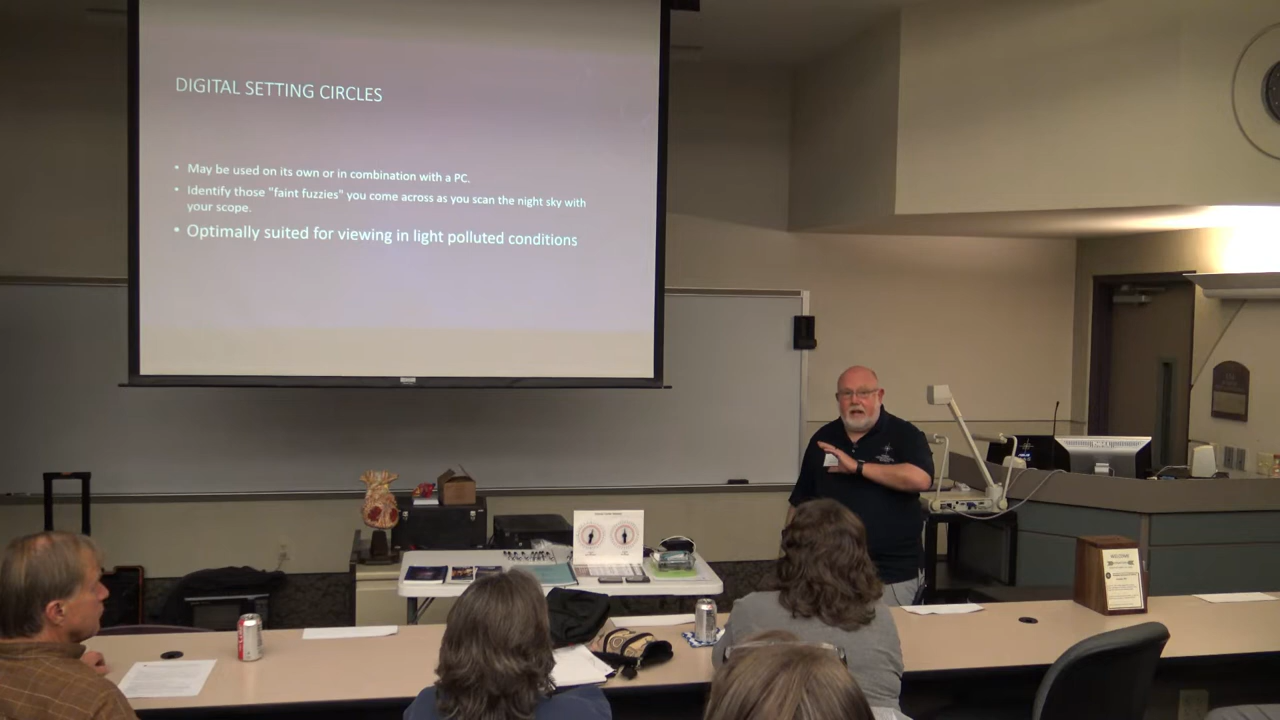 DIGITAL SETTING CIRCLES
• May be used on its own or in combination with a PC.
• Identify those "faint fuzzies" you come across as you scan the night sky with
your scope.
• Optimally suited for viewing in light polluted conditions
WELCOME